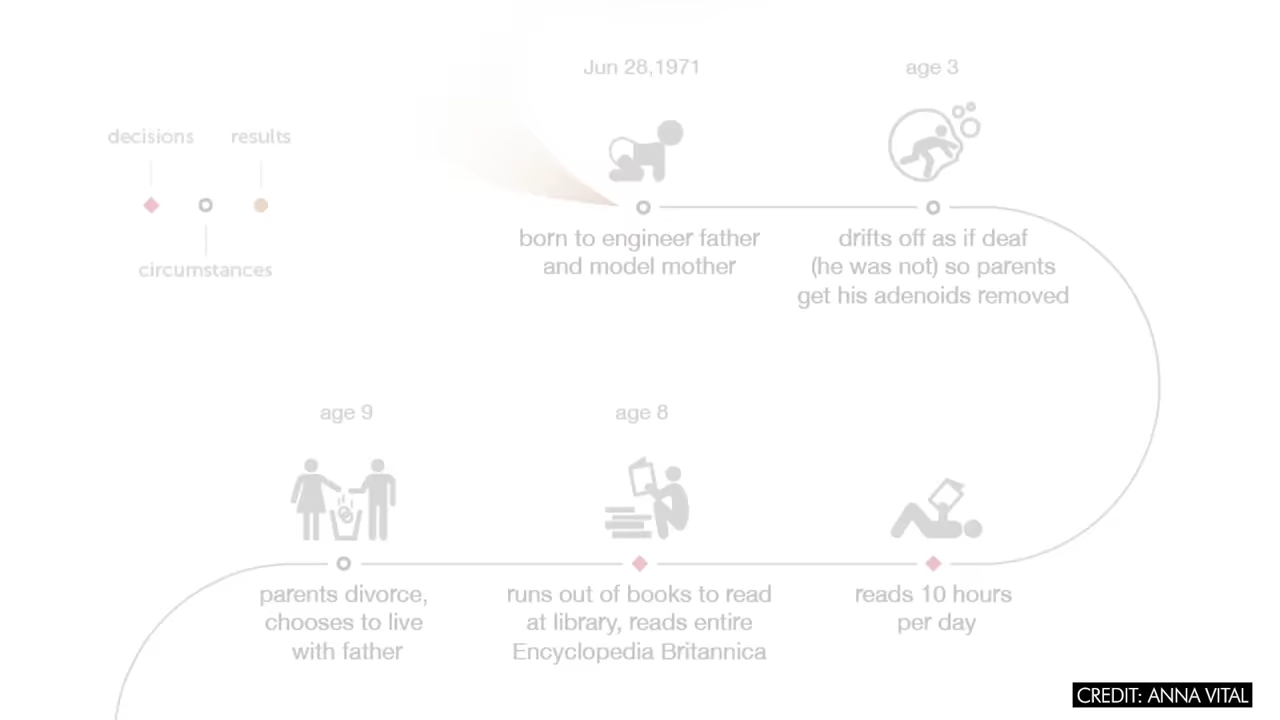 decisions
results
circumstances
Jun 28,1971
born to engineer father
and model mother
age 3
drifts off as if deaf
(he was not) so parents
get his adenoids removed
reads 10 hours
per day
age 8
runs out of books to read
at library, reads entire
Encyclopedia Britannica
age 9
parents divorce,
chooses to live
with father
CREDIT: ANNA VITAL